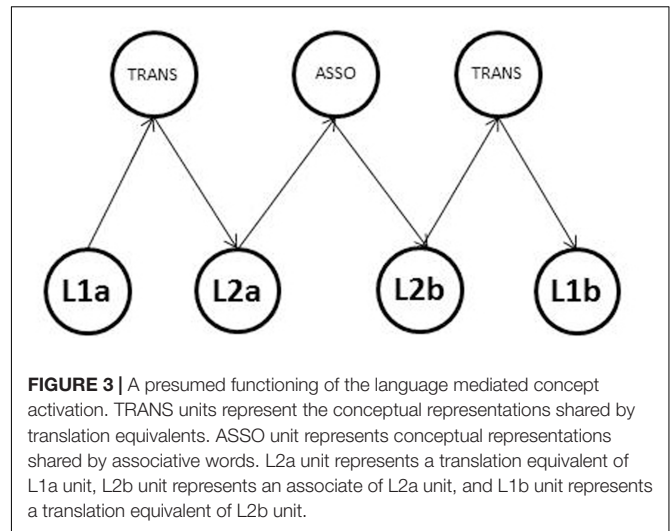 TRANS ASSO TRANS
L1a L2a L2b L1b
FIGURE 3 | A presumed functioning of the language mediated concept
activation. TRANS units represent the conceptual representations shared by
translation equivalents. ASSO unit represents conceptual representations
shared by associative words. L2a unit represents a translation equivalent of
L1a unit, L2b unit represents an associate of L2a unit, and L1b unit represents
a translation equivalent of L2b unit.